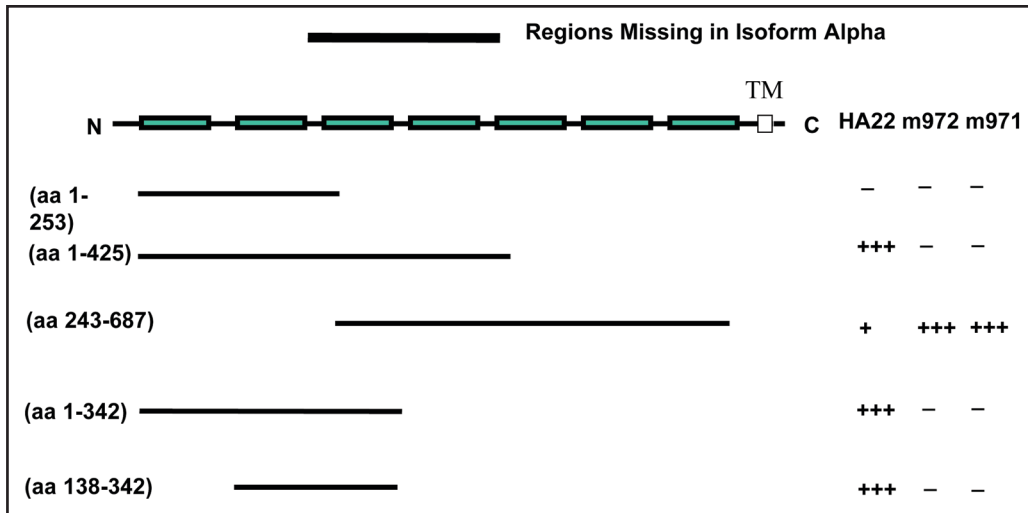 Regions Missing in Isoform Alpha
TM
N C HA22 m972 m971
(aa 1-
253) – – –
(aa 1-425) +++ – –
(aa 243-687) + +++ +++
(aa 1-342) +++ – –
(aa 138-342) +++ – –